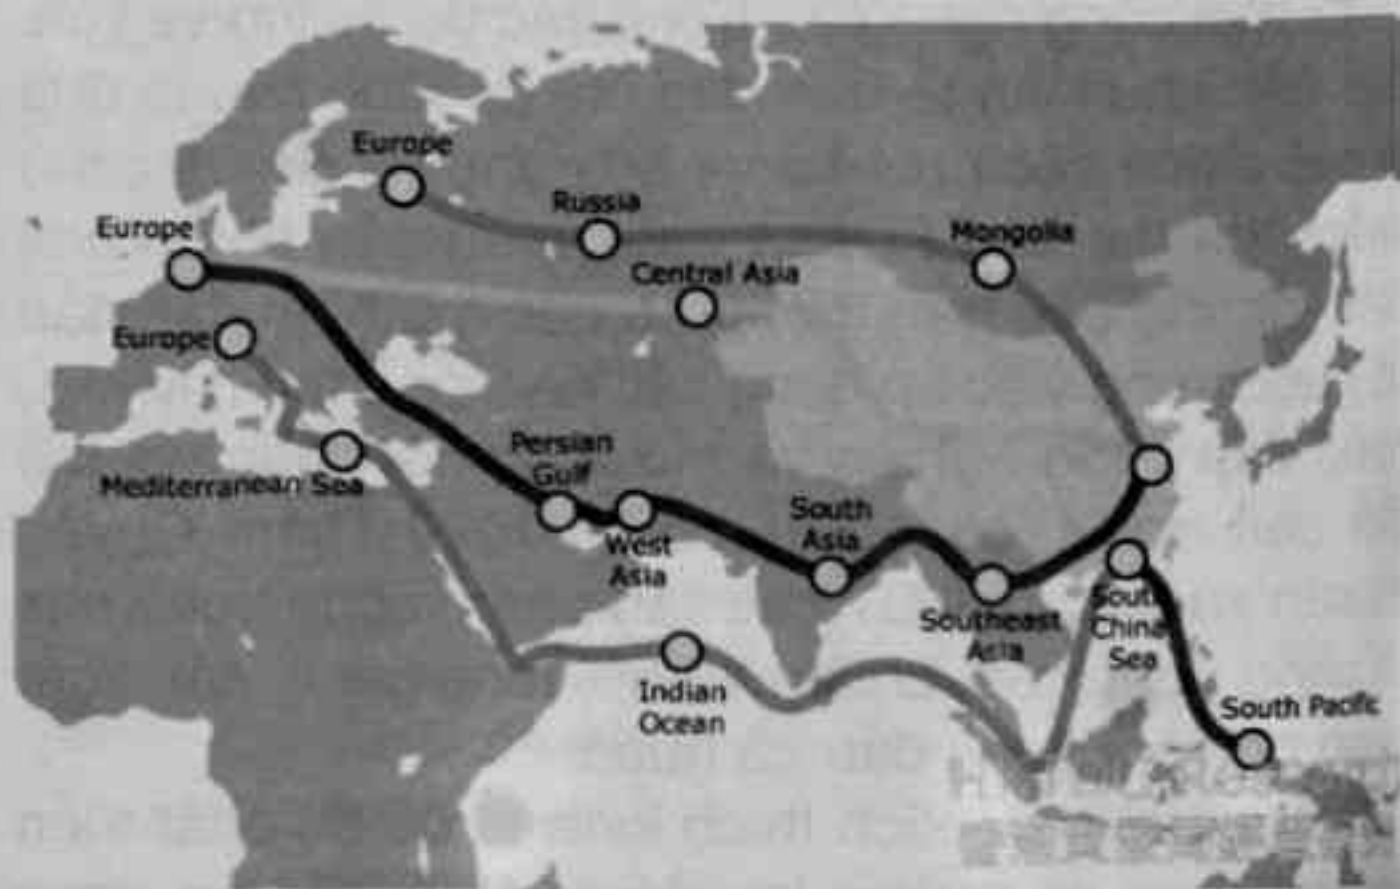 Europe
Russia
Europe
Mongolia
Central Asia
Europe
Persian
Gulf
Mediterranean Sea
South
Asia
West
Asia
South
China
Sea
Southeast
Asia
Indian
Ocean
South Pacific